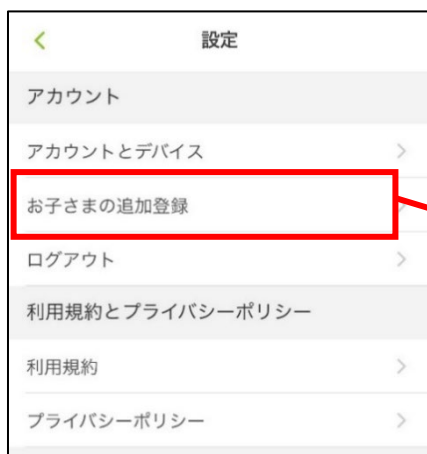 設定
アカウント
アカウントとデバイス
お子さまの追加登録
ログアウト
利用規約とプライバシーポリシー
利用規約
プライバシーポリシー